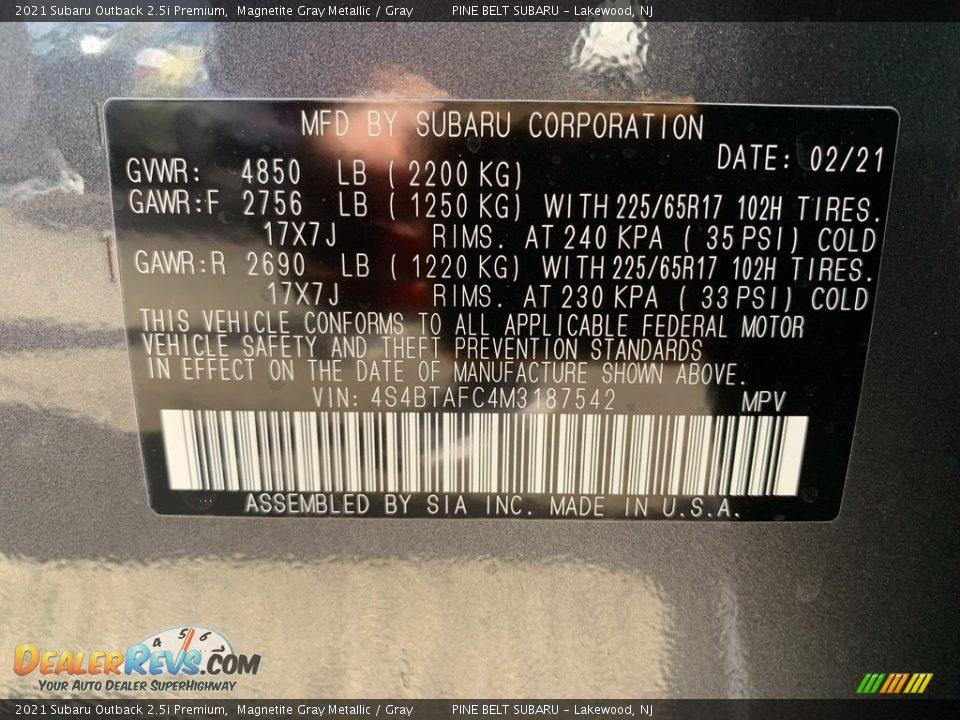 2021 Subaru Outback 2.5i Premium, Magnetite Gray Metallic / Gray PINE BELT SUBARU - Lakewood, NJ
MFD BY SUBARU CORPORATION
DATE: 02/21
GVWR: 4850 LB ( 2200 KG)
GAWR:F 2756 LB ( 1250 KG) WITH 225/65R17 102H TIRES.
17X7J RIMS. AT 240 KPA ( 35 PSI) COLD
GAWR:R 2690 LB ( 1220 KG) WITH 225/65R17 102H TIRES.
17X7J RIMS. AT 230 KPA ( 33 PSI) COLD
THIS VEHICLE CONFORMS TO ALL APPLICABLE FEDERAL MOTOR
VEHICLE SAFETY AND THEFT PREVENTION STANDARDS
IN EFFECT ON THE DATE OF MANUFACTURE SHOWN ABOVE.
VIN: 4S4BTAFC4M3187542 MPV
ASSEMBLED BY SIA INC. MADE IN U.S.A.
4 5 6 7
DEALERREVS.COM
YOUR AUTO DEALER SUPERHIGHWAY
2021 Subaru Outback 2.5i Premium, Magnetite Gray Metallic / Gray PINE BELT SUBARU - Lakewood, NJ